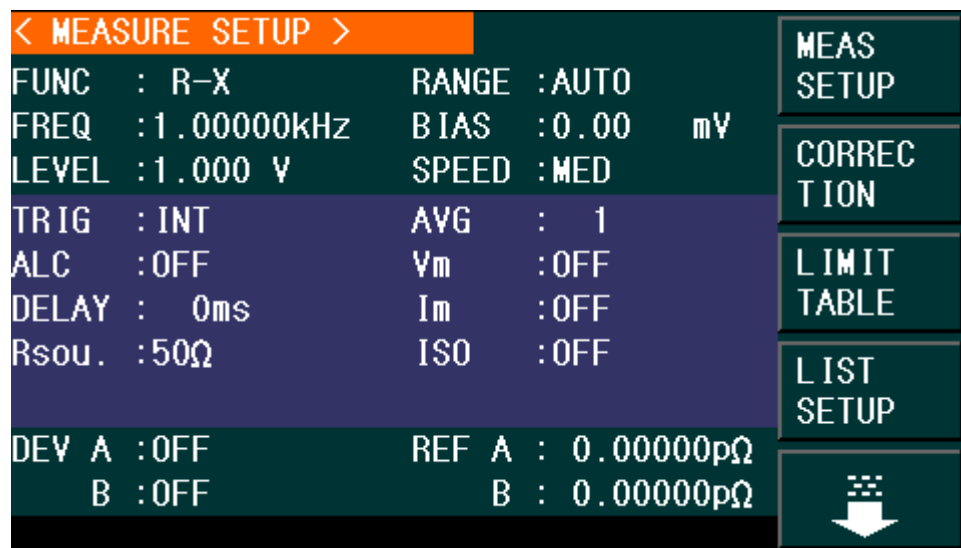 < MEASURE SETUP >
FUNC : R-X RANGE :AUTO
FREQ :1.00000kHz BIAS :0.00 mV
LEVEL :1.000 V SPEED :MED
TRIG :INT AVG : 1
ALC :OFF Vm :OFF
DELAY : 0ms Im :OFF
Rsou. :50Ω ISO :OFF
DEV A :OFF REF A : 0.00000pΩ
B :OFF B : 0.00000pΩ
MEAS
SETUP
CORREC
TION
LIMIT
TABLE
LIST
SETUP